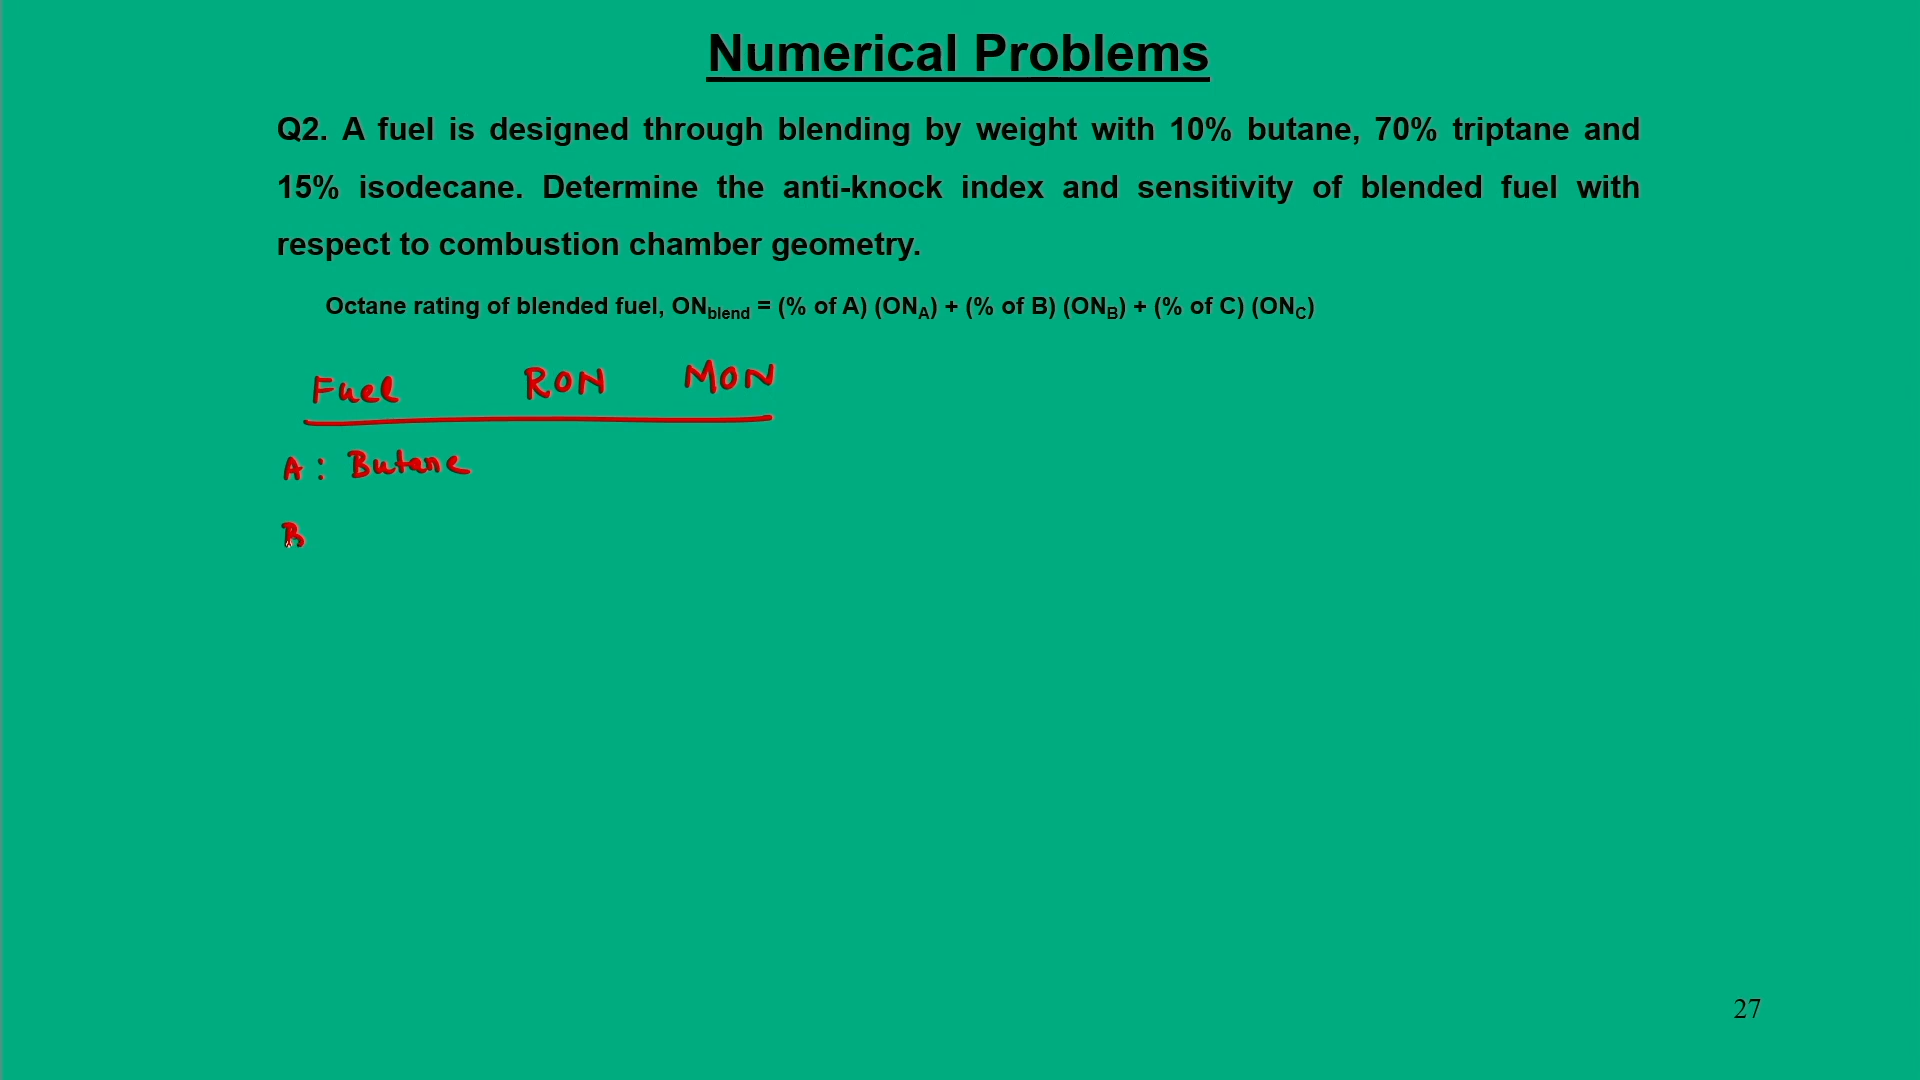 Numerical Problems
Q2. A fuel is designed through blending by weight with 10% butane, 70% triptane and
15% isodecane. Determine the anti-knock index and sensitivity of blended fuel with
respect to combustion chamber geometry.
Octane rating of blended fuel, ONblend = (% of A) (ONA) + (% of B) (ONB) + (% of C) (ONC)
Fuel RON MON
A : Butane
B
27